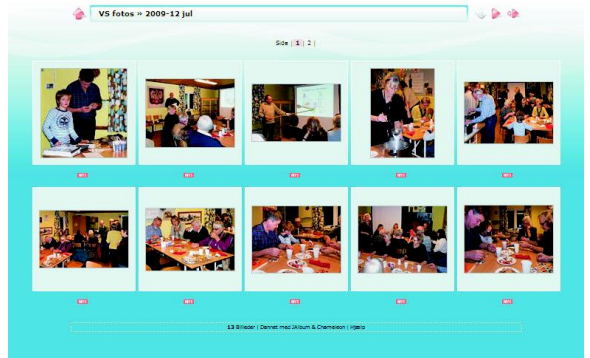 VS fotos » 2009-12 jul
Side | 1 | 2 |
13 Billeder | Dannet med JAlbum & Chameleon | Hjælp